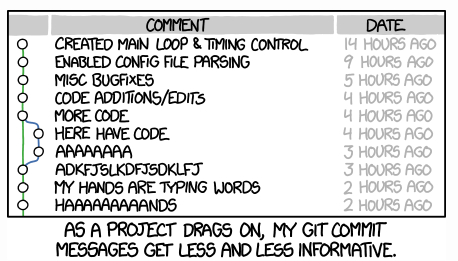 COMMENT DATE
CREATED MAIN LOOP & TIMING CONTROL 14 HOURS AGO
ENABLED CONFIG FILE PARSING 9 HOURS AGO
MISC BUGFIXES 5 HOURS AGO
CODE ADDITIONS/EDITS 4 HOURS AGO
MORE CODE 4 HOURS AGO
HERE HAVE CODE 4 HOURS AGO
AAAAAAAA 3 HOURS AGO
ADKFJSLKDFJSDKLFJ 3 HOURS AGO
MY HANDS ARE TYPING WORDS 2 HOURS AGO
HAAAAAAAAANDS 2 HOURS AGO
AS A PROJECT DRAGS ON, MY GIT COMMIT
MESSAGES GET LESS AND LESS INFORMATIVE.